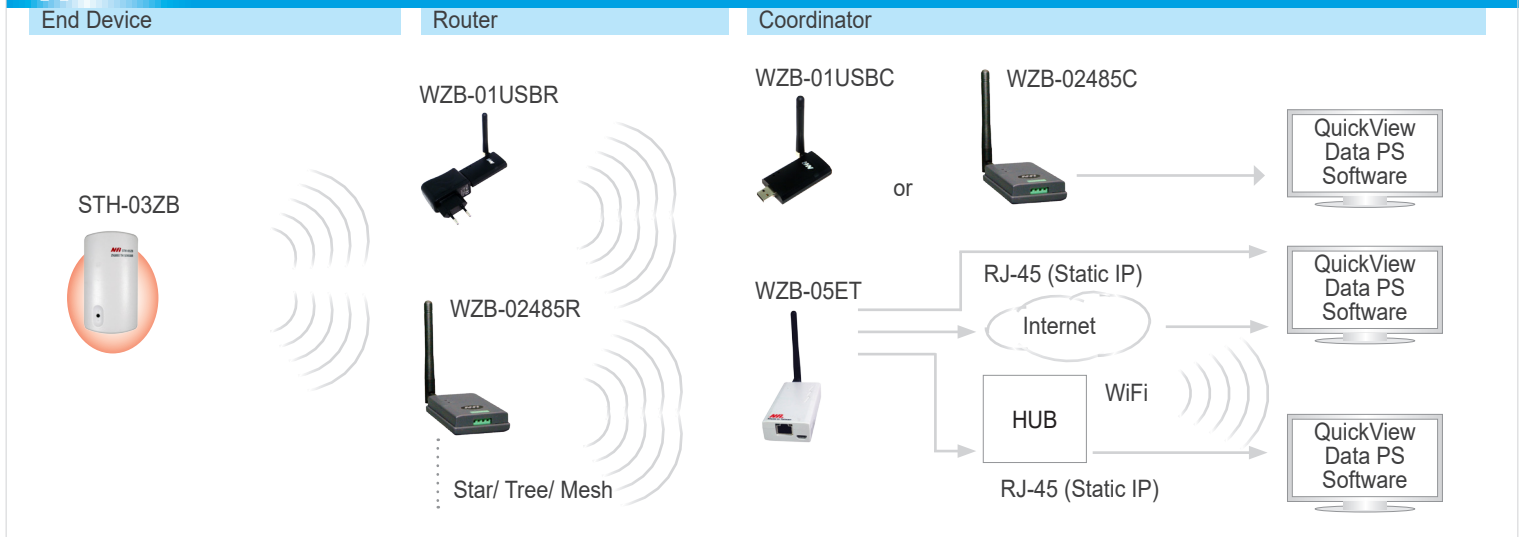 End Device
Router
Coordinator
STH-03ZB
WZB-01USBR
WZB-02485R
Star/ Tree/ Mesh
WZB-01USBC
or
WZB-02485C
QuickView
Data PS
Software
WZB-05ET
RJ-45 (Static IP)
Internet
QuickView
Data PS
Software
HUB
WiFi
RJ-45 (Static IP)
QuickView
Data PS
Software